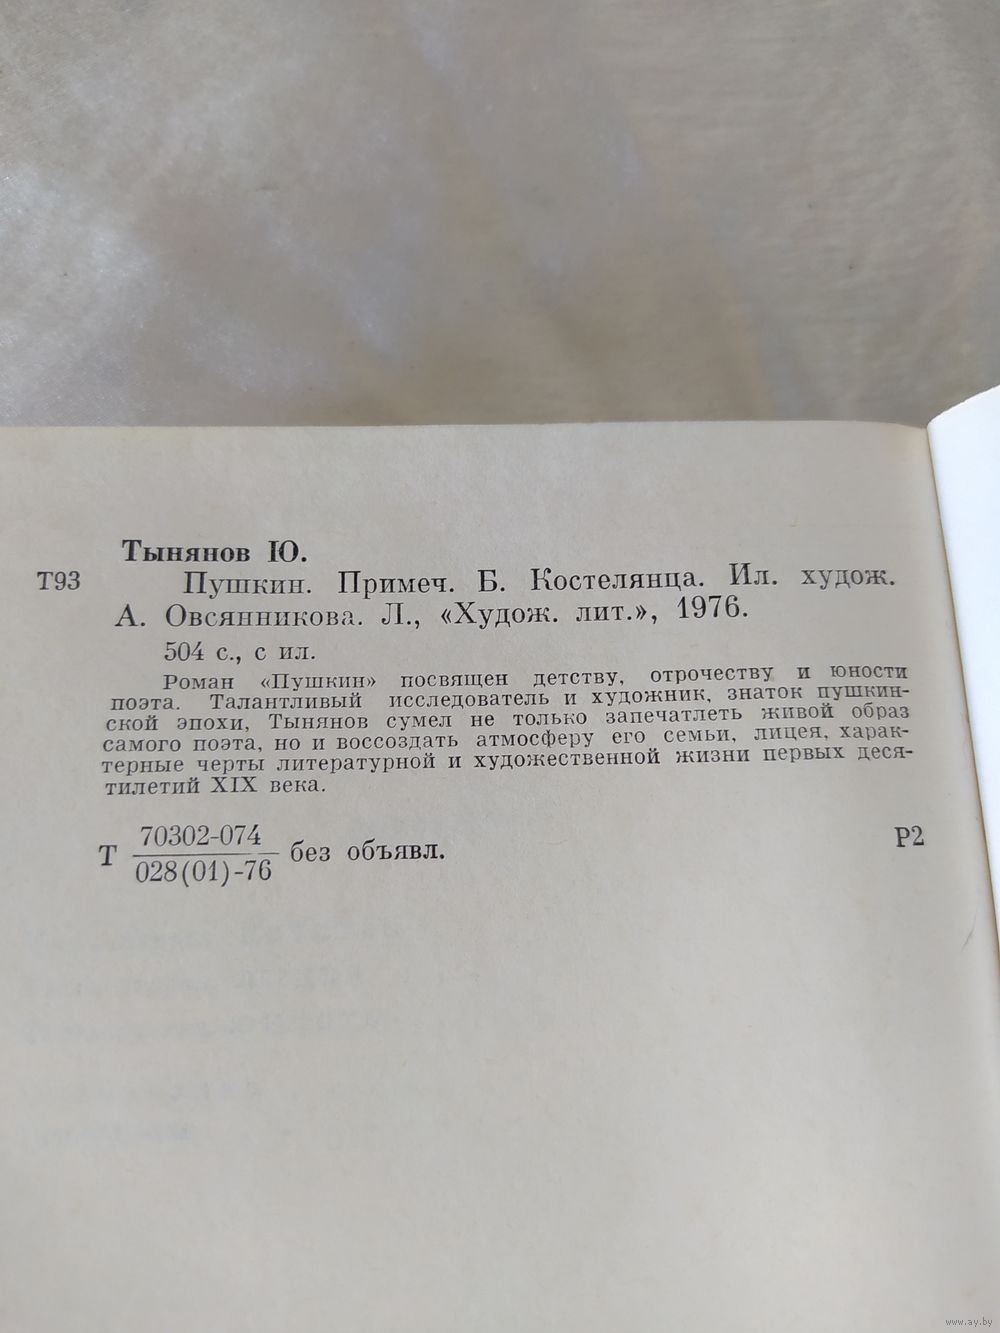 Тынянов Ю.
Т93
Пушкин. Примеч. Б. Костелянца. Ил. худож.
А. Овсянникова. Л., «Худож. лит.», 1976.
504 с., с ил.
Роман «Пушкин» посвящен детству, отрочеству и юности
поэта. Талантливый исследователь и художник, знаток пушкин-
ской эпохи, Тынянов сумел не только запечатлеть живой образ
самого поэта, но и воссоздать атмосферу его семьи, лицея, харак-
терные черты литературной и художественной жизни первых деся-
тилетий XIX века.
Т 70302-074
028(01)-76 без объявл.
Р2
www.ay.by